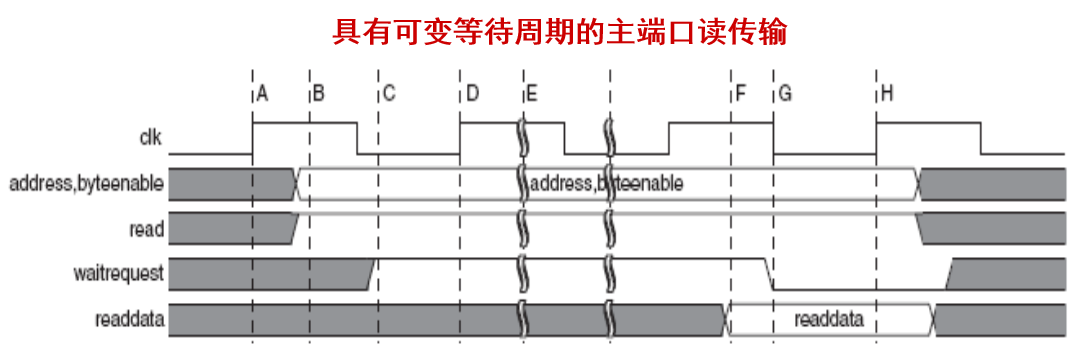 具有可变等待周期的主端口读传输
A B C D E F G H
clk
address,byteenable address,byteenable
read
waitrequest
readdata readdata